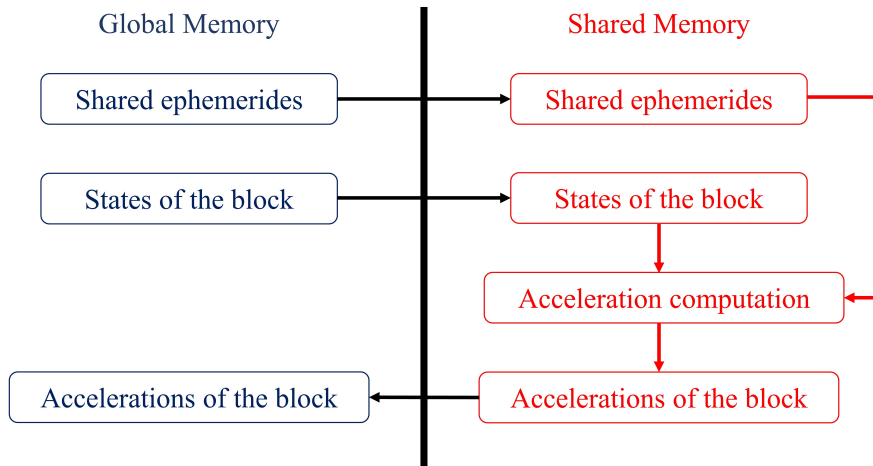 Global Memory
Shared Memory
Shared ephemerides
Shared ephemerides
States of the block
States of the block
Acceleration computation
Accelerations of the block
Accelerations of the block